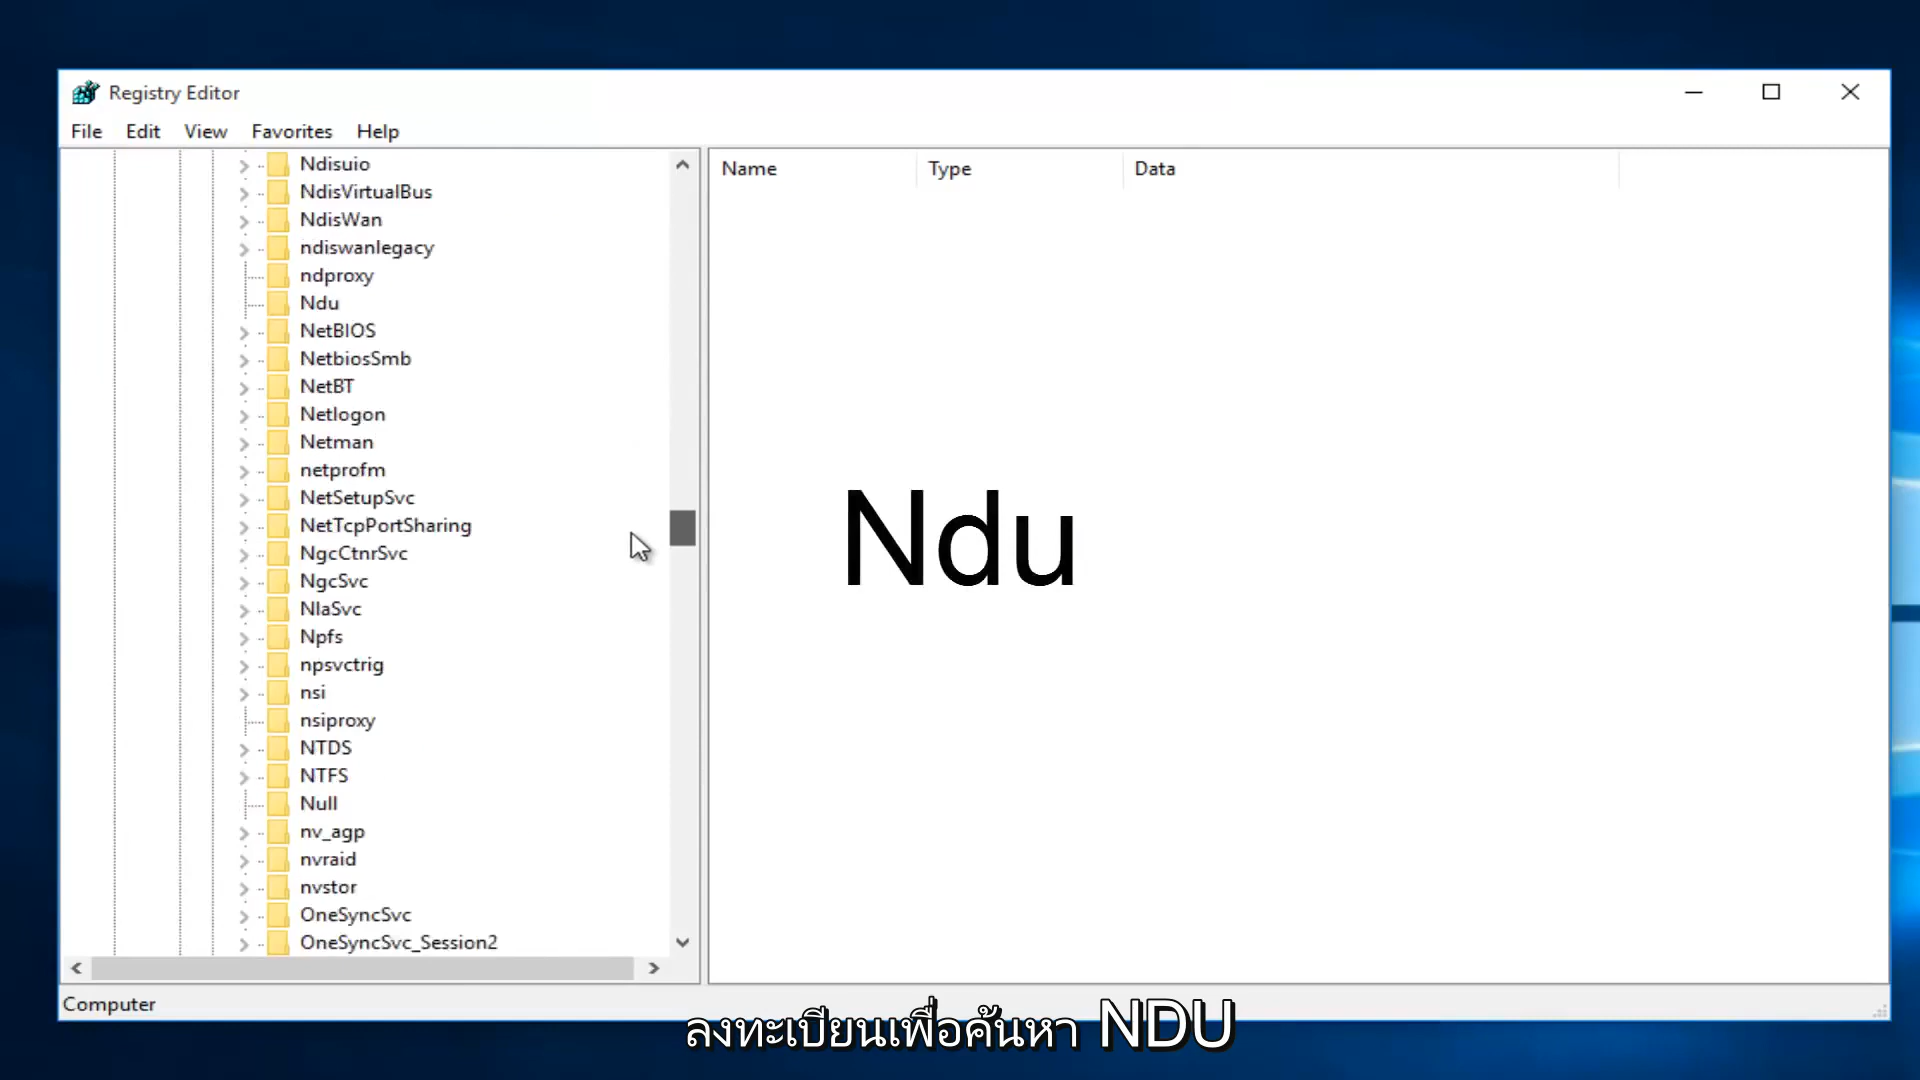 Registry Editor
File Edit View Favorites Help
Ndisuio
NdisVirtualBus
NdisWan
ndiswanlegacy
ndproxy
Ndu
NetBIOS
NetbiosSmb
NetBT
Netlogon
Netman
netprofm
NetSetupSvc
NetTcpPortSharing
NgcCtnrSvc
NgcSvc
NlaSvc
Npfs
npsvctrig
nsi
nsiproxy
NTDS
NTFS
Null
nv_agp
nvraid
nvstor
OneSyncSvc
OneSyncSvc_Session2
Name Type Data
Ndu
Computer
ลงทะเบียนเพื่อค้นหา NDU